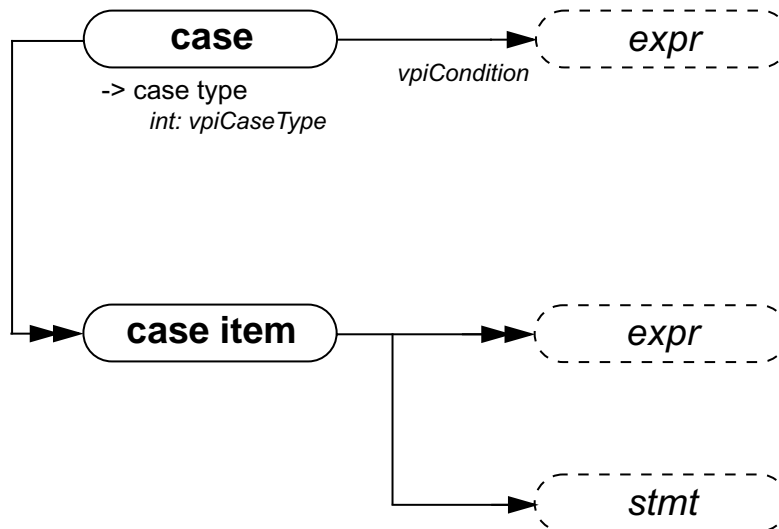 case
expr
vpiCondition
-> case type
int: vpiCaseType
case item
expr
stmt